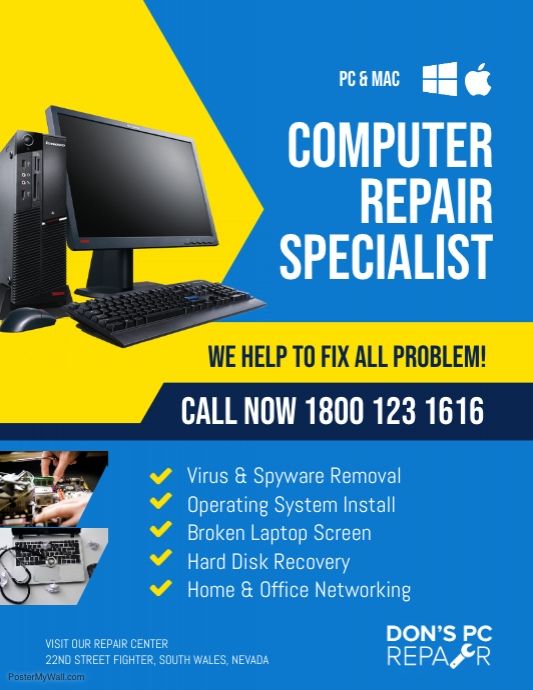 PC & MAC
COMPUTER
REPAIR
SPECIALIST
WE HELP TO FIX ALL PROBLEM!
CALL NOW 1800 123 1616
Virus & Spyware Removal
Operating System Install
Broken Laptop Screen
Hard Disk Recovery
Home & Office Networking
VISIT OUR REPAIR CENTER
22ND STREET FIGHTER, SOUTH WALES, NEVADA
DON'S PC
REPAIR
PosterMyWall.com
lenovo